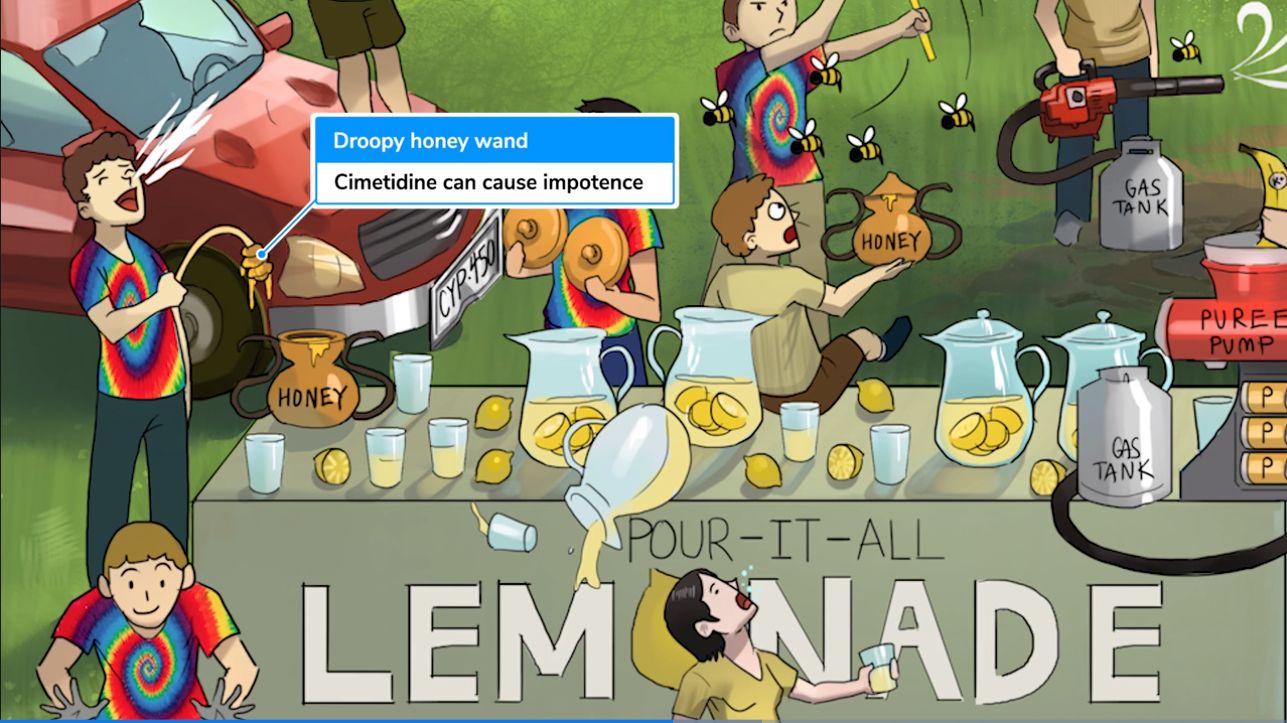 Droopy honey wand
Cimetidine can cause impotence
GAS
TANK
HONEY
CYP-450
PUREE
PUMP
HONEY
P
P
P
GAS
TANK
POUR-IT-ALL
LEMONADE